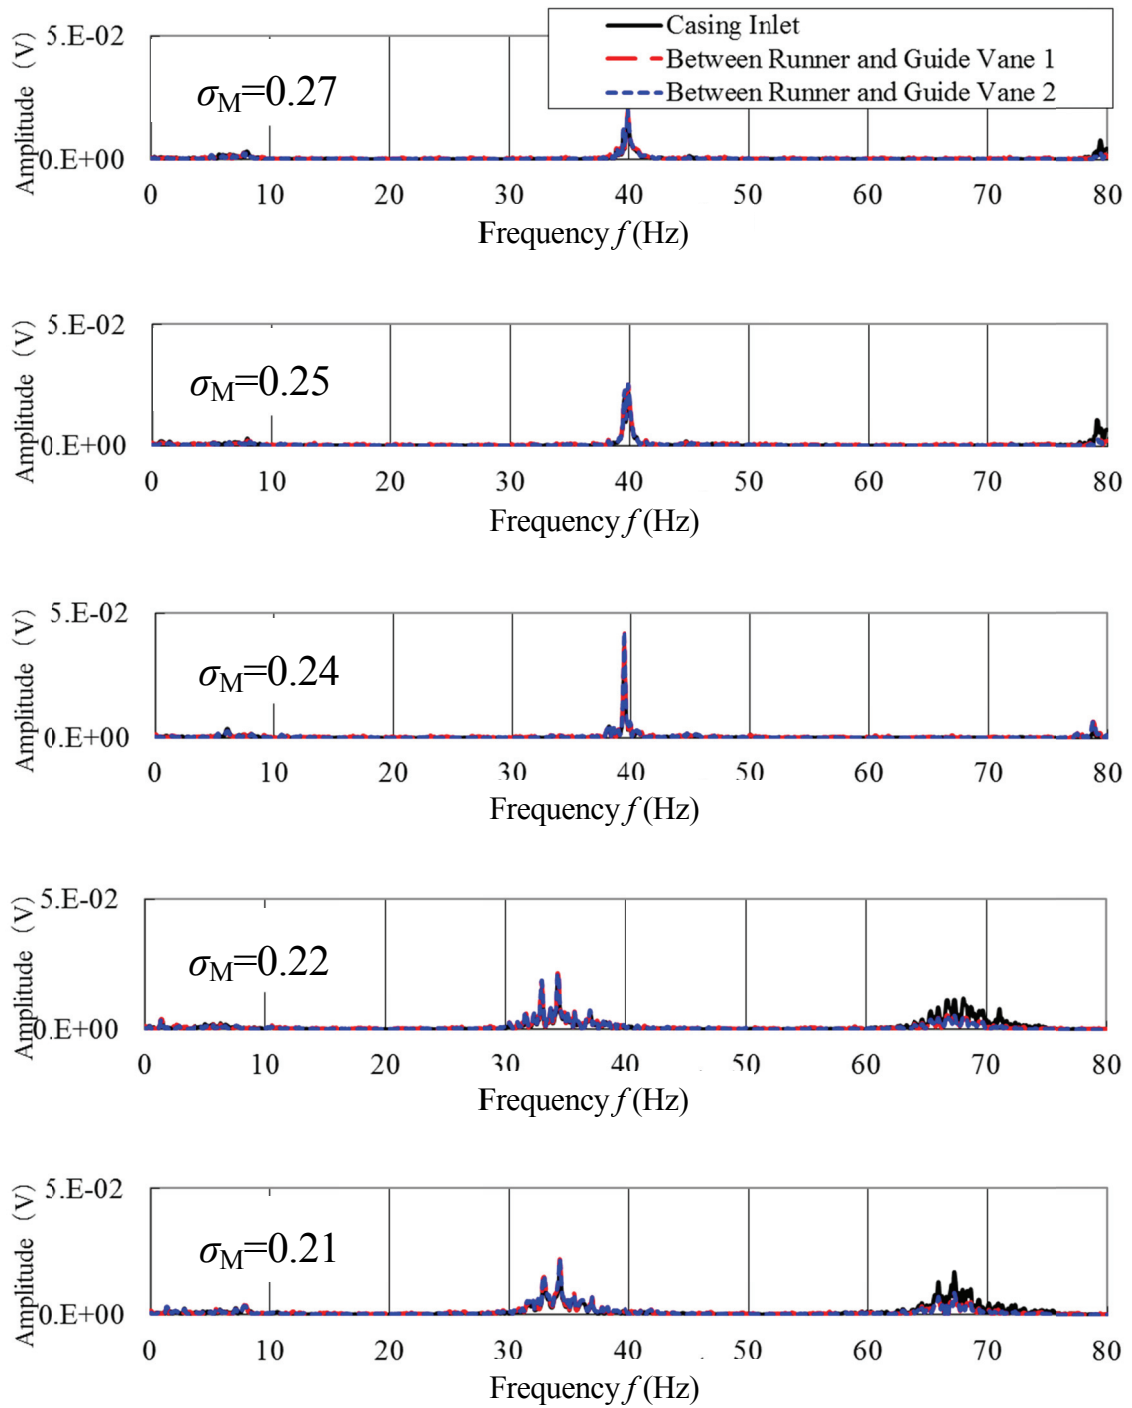 Casing Inlet
Between Runner and Guide Vane 1
Between Runner and Guide Vane 2
Amplitude (V)
5.E-02
0.E+00
σM=0.27
0 10 20 30 40 50 60 70 80
Frequency f (Hz)
Amplitude (V)
5.E-02
0.E+00
σM=0.25
0 10 20 30 40 50 60 70 80
Frequency f (Hz)
Amplitude (V)
5.E-02
0.E+00
σM=0.24
0 10 20 30 40 50 60 70 80
Frequency f (Hz)
Amplitude (V)
5.E-02
0.E+00
σM=0.22
0 10 20 30 40 50 60 70 80
Frequency f (Hz)
Amplitude (V)
5.E-02
0.E+00
σM=0.21
0 10 20 30 40 50 60 70 80
Frequency f (Hz)